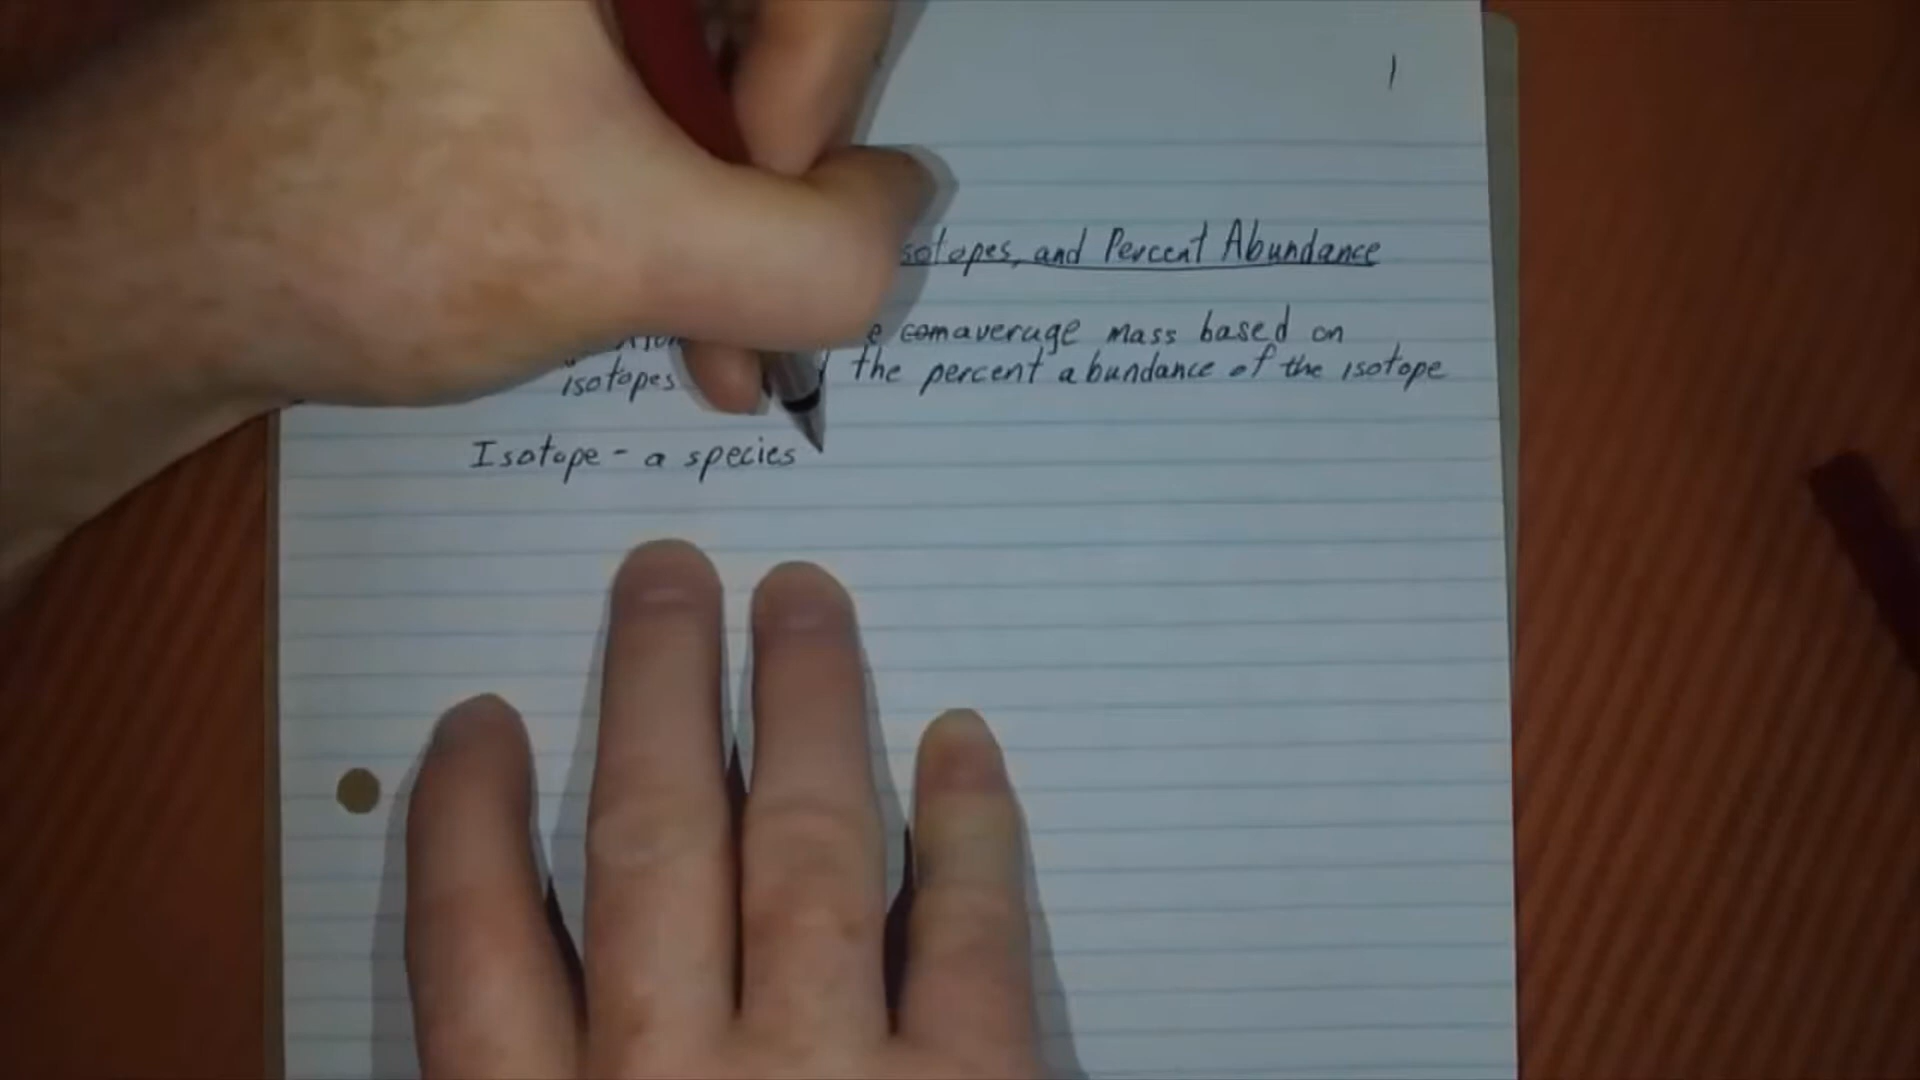 1
sotopes, and Percent Abundance
e comaverage mass based on
isotopes the percent abundance of the isotope
Isotope - a species